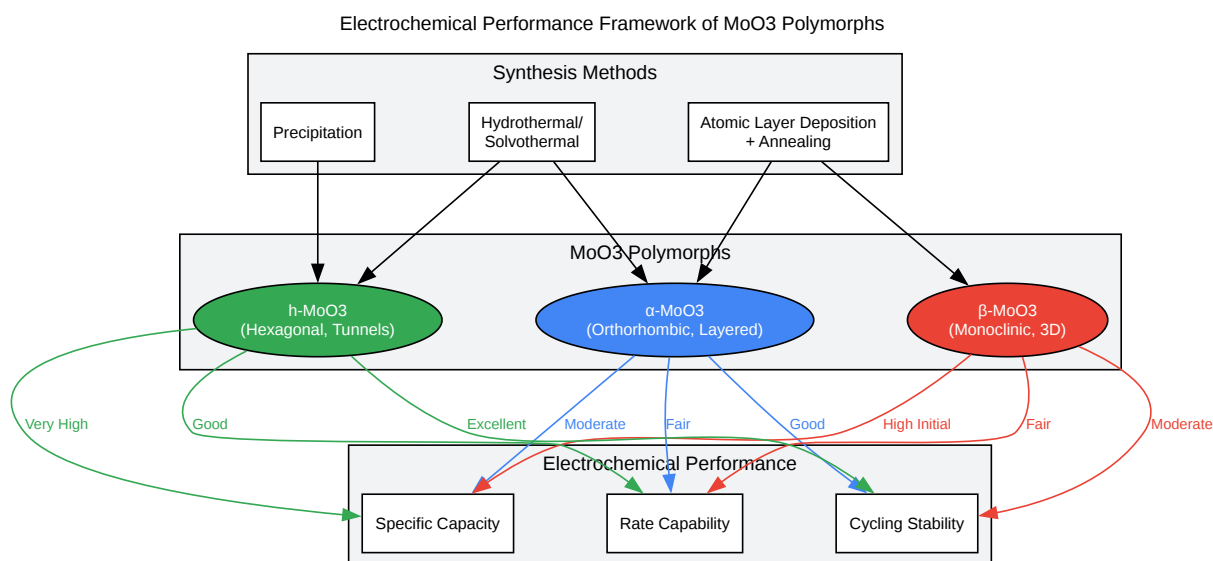 Electrochemical Performance Framework of MoO3 Polymorphs
Synthesis Methods
Precipitation
Hydrothermal/
Solvothermal
Atomic Layer Deposition
+ Annealing
MoO3 Polymorphs
h-MoO3
(Hexagonal, Tunnels)
α-MoO3
(Orthorhombic, Layered)
β-MoO3
(Monoclinic, 3D)
Very High
Good
Excellent
Moderate
Fair
Good
High Initial
Fair
Moderate
Electrochemical Performance
Specific Capacity
Rate Capability
Cycling Stability